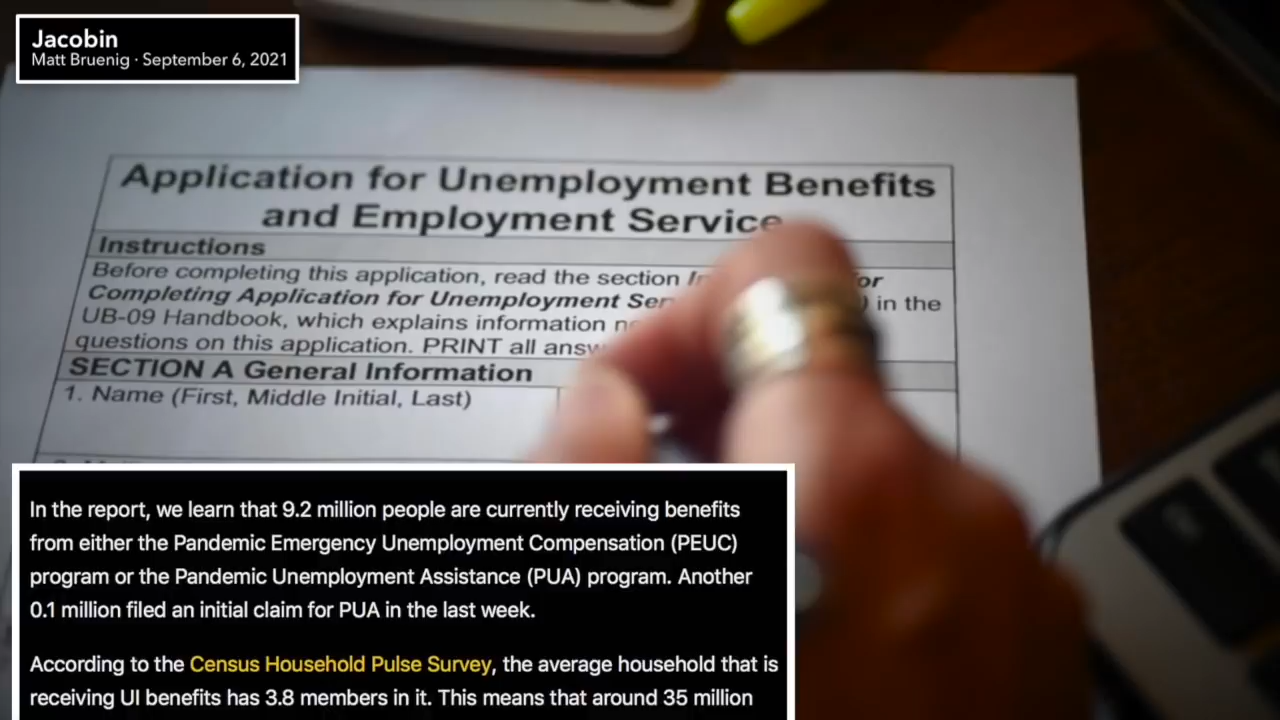 Jacobin
Matt Bruenig · September 6, 2021
Application for Unemployment Benefits
and Employment Service
Instructions
Before completing this application, read the section
Completing Application for Unemployment
or
) in the
UB-09 Handbook, which explains information
questions on this application. PRINT all
SECTION A General Information
1. Name (First, Middle Initial, Last)
In the report, we learn that 9.2 million people are currently receiving benefits
from either the Pandemic Emergency Unemployment Compensation (PEUC)
program or the Pandemic Unemployment Assistance (PUA) program. Another
0.1 million filed an initial claim for PUA in the last week.
According to the Census Household Pulse Survey, the average household that is
receiving UI benefits has 3.8 members in it. This means that around 35 million